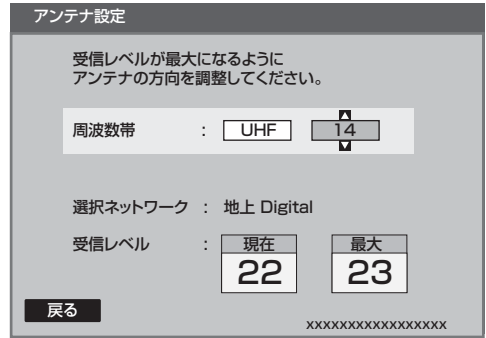 アンテナ設定
受信レベルが最大になるように
アンテナの方向を調整してください。
周波数帯 : UHF 14
選択ネットワーク : 地上 Digital
受信レベル : 現在 最大
22 23
戻る
xxxxxxxxxxxxxxxxx